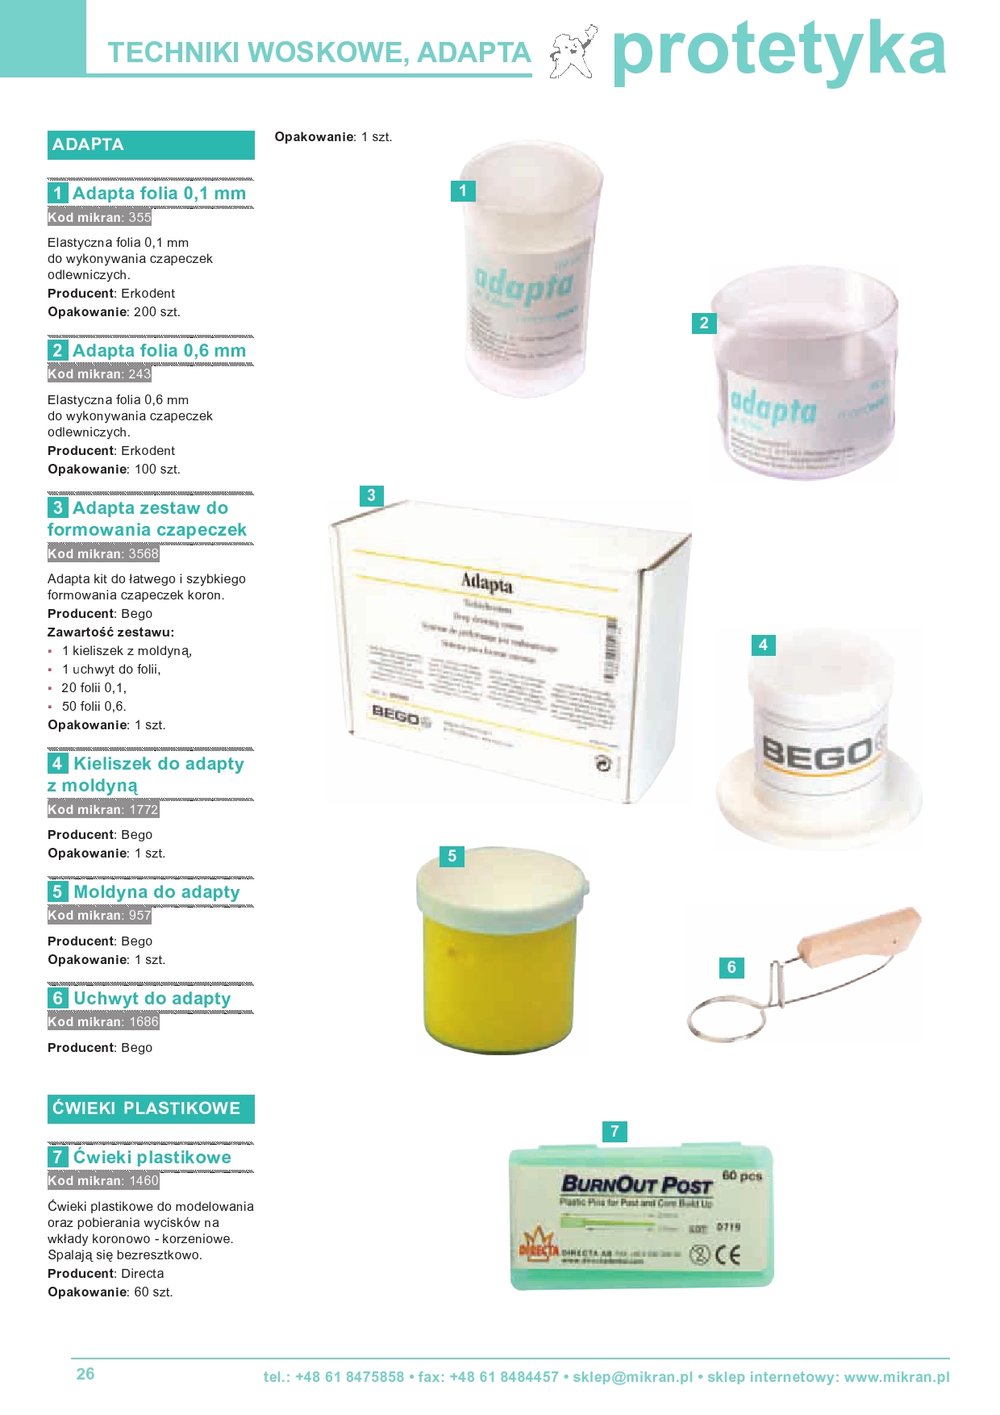 TECHNIKI WOSKOWE, ADAPTA
protetyka
ADAPTA
1 Adapta folia 0,1 mm
Kod mikran: 355
Elastyczna folia 0,1 mm
do wykonywania czapeczek
odlewniczych.
Producent: Erkodent
Opakowanie: 200 szt.
2 Adapta folia 0,6 mm
Kod mikran: 243
Elastyczna folia 0,6 mm
do wykonywania czapeczek
odlewniczych.
Producent: Erkodent
Opakowanie: 100 szt.
3 Adapta zestaw do
formowania czapeczek
Kod mikran: 3568
Adapta kit do łatwego i szybkiego
formowania czapeczek koron.
Producent: Bego
Zawartość zestawu:
• 1 kieliszek z moldyną,
• 1 uchwyt do folii,
• 20 folii 0,1,
• 50 folii 0,6.
Opakowanie: 1 szt.
4 Kieliszek do adapty
z moldyną
Kod mikran: 1772
Producent: Bego
Opakowanie: 1 szt.
5 Moldyna do adapty
Kod mikran: 957
Producent: Bego
Opakowanie: 1 szt.
6 Uchwyt do adapty
Kod mikran: 1686
Producent: Bego
Opakowanie: 1 szt.
ĆWIEKI PLASTIKOWE
7 Ćwieki plastikowe
Kod mikran: 1460
Ćwieki plastikowe do modelowania
oraz pobierania wycisków na
wkłady koronowo - korzeniowe.
Spalają się bezresztkowo.
Producent: Directa
Opakowanie: 60 szt.
1
adapta
2
adapta
3
Adapta
BEGO
4
BEGO
5
6
7
BURNOUT POST
60 pcs
Plastic Pins for Post and Core Build Up
LOT 0719
DIRECTA
DIRECTA AB
www.directadental.com
CE
26
tel.: +48 61 8475858 • fax: +48 61 8484457 • sklep@mikran.pl • sklep internetowy: www.mikran.pl